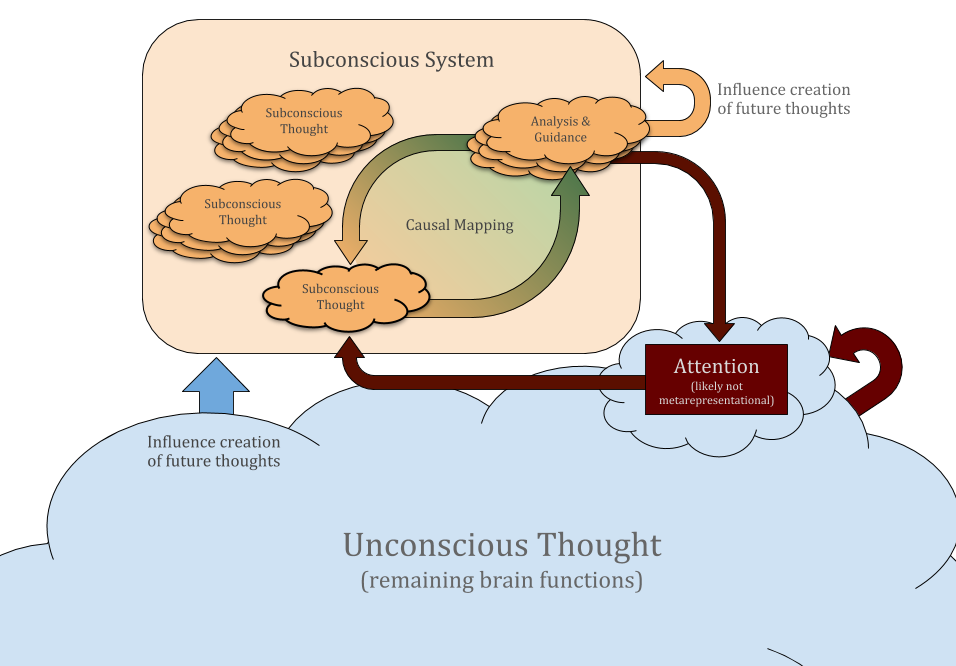 Subconscious System
Influence creation
of future thoughts
Subconscious
Thought
Analysis &
Guidance
Subconscious
Thought
Causal Mapping
Subconscious
Thought
Attention
(likely not
metarepresentational)
Influence creation
of future thoughts
Unconscious Thought
(remaining brain functions)